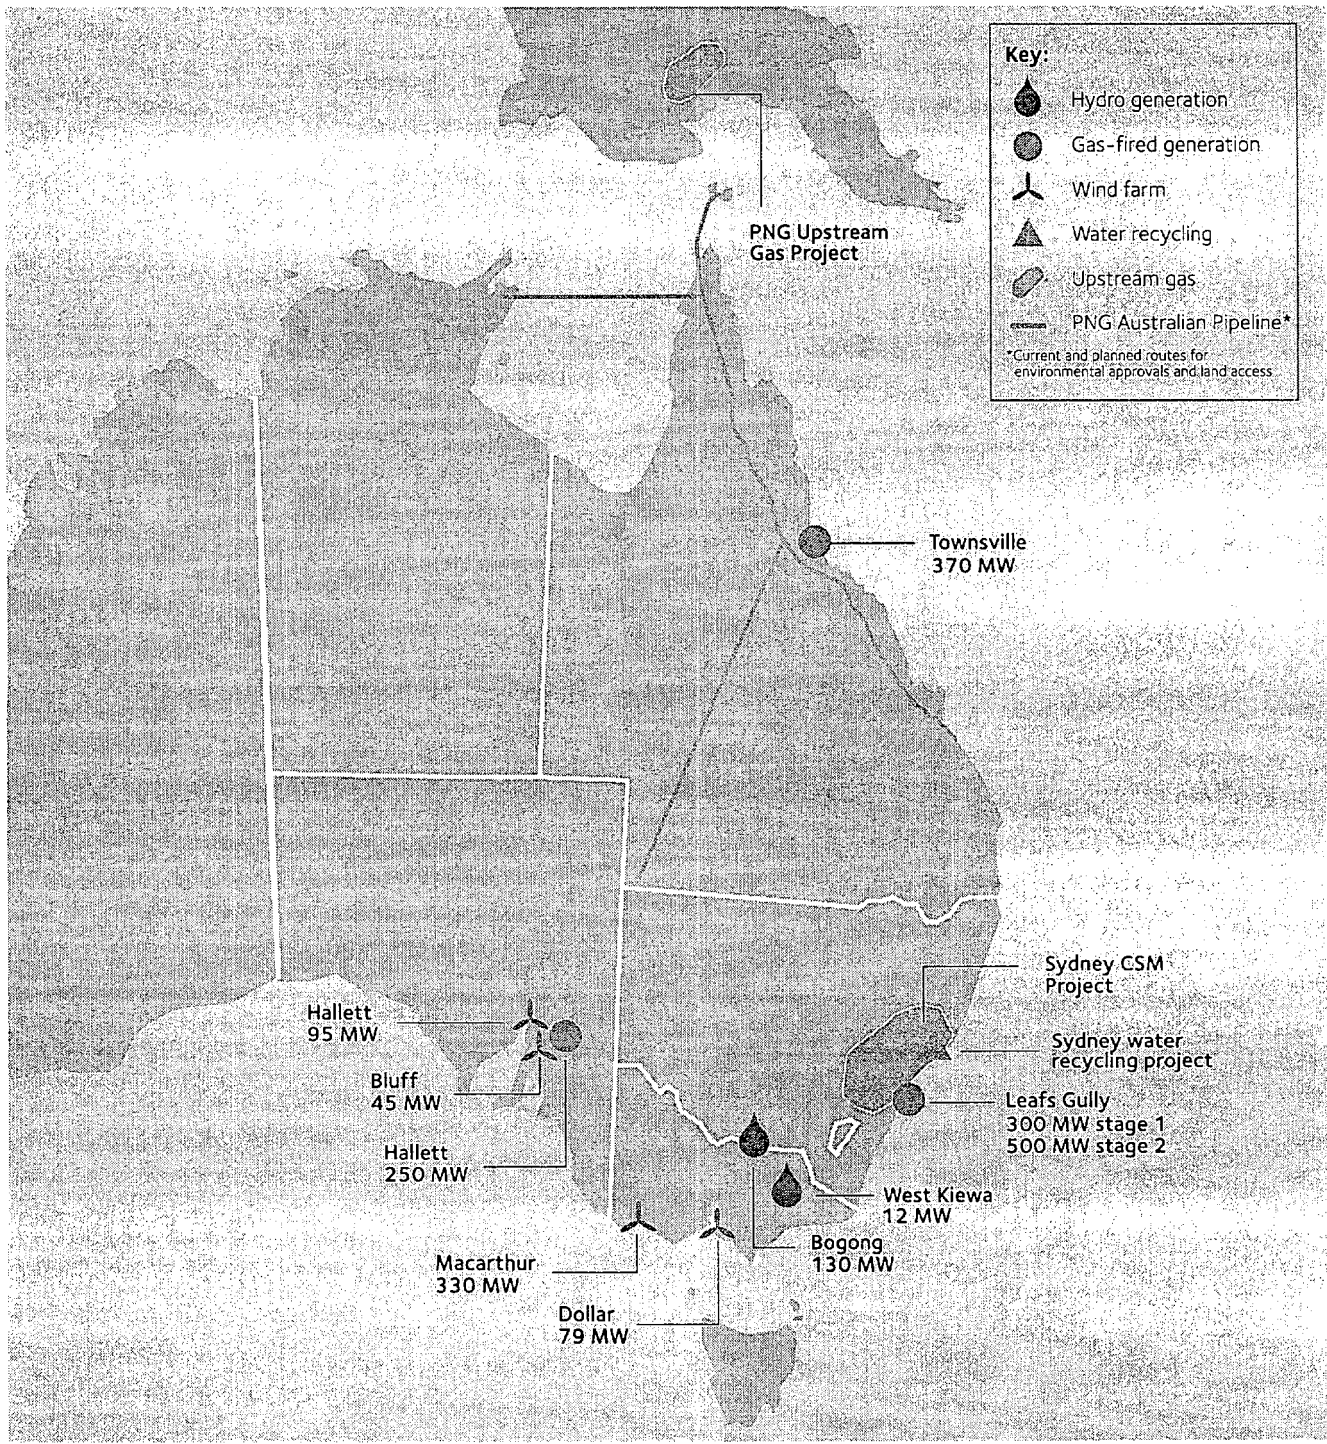 Key:
Hydro generation
Gas-fired generation
Wind farm
Water recycling
Upstream gas
PNG Australian Pipeline*
*Current and planned routes for
environmental approvals and land access
PNG Upstream
Gas Project
Townsville
370 MW
Sydney CSM
Project
Hallett
95 MW
Sydney water
recycling project
Bluff
45 MW
Leafs Gully
300 MW stage 1
500 MW stage 2
Hallett
250 MW
West Kiewa
12 MW
Bogong
130 MW
Macarthur
330 MW
Dollar
79 MW